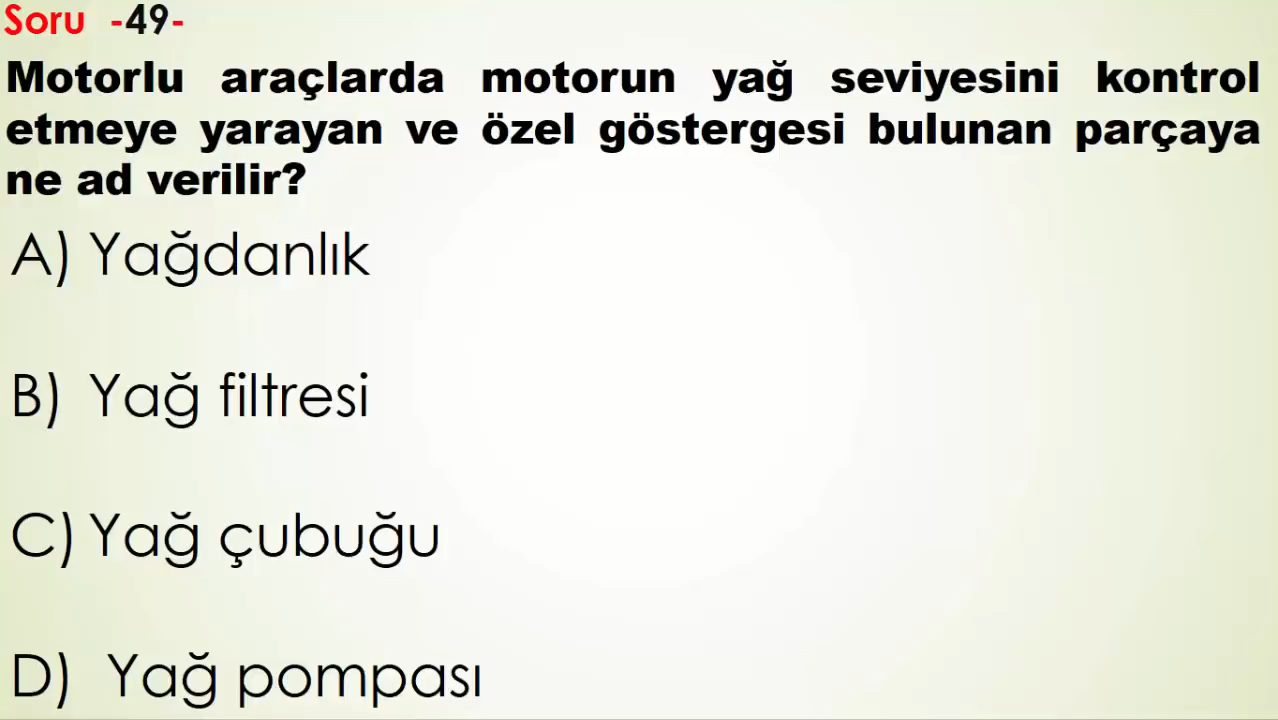 Soru -49-
Motorlu araçlarda motorun yağ seviyesini kontrol
etmeye yarayan ve özel göstergesi bulunan parçaya
ne ad verilir?
A) Yağdanlık
B) Yağ filtresi
C) Yağ çubuğu
D) Yağ pompası